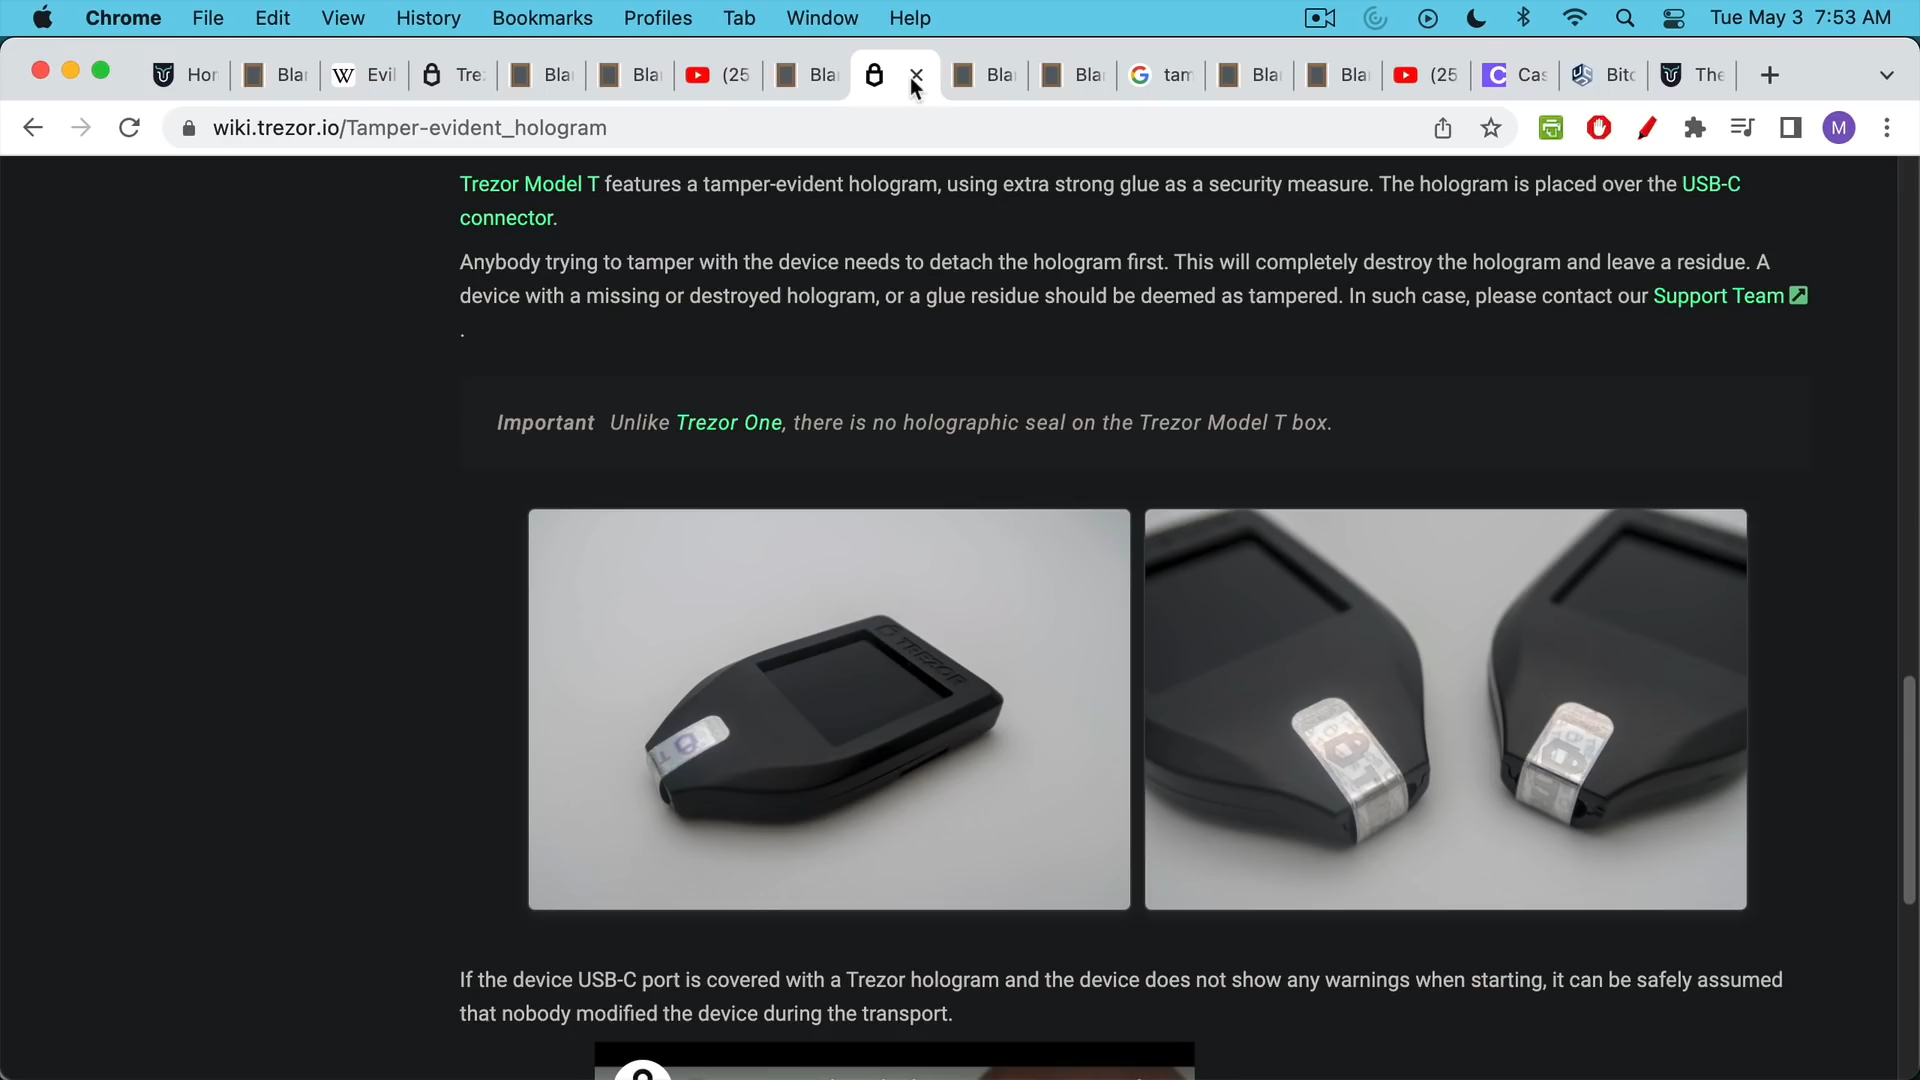 Chrome File Edit View History Bookmarks Profiles Tab Window Help Tue May 3 7:53 AM
Hor Bla W Evil Tre Bla Bla (25 Bla Bla Bla G tam Bla Bla (25 C Cas Bitc The
wiki.trezor.io/Tamper-evident_hologram M
Trezor Model T features a tamper-evident hologram, using extra strong glue as a security measure. The hologram is placed over the USB-C
connector.
Anybody trying to tamper with the device needs to detach the hologram first. This will completely destroy the hologram and leave a residue. A
device with a missing or destroyed hologram, or a glue residue should be deemed as tampered. In such case, please contact our Support Team
.
Important Unlike Trezor One, there is no holographic seal on the Trezor Model T box.
TREZOR
If the device USB-C port is covered with a Trezor hologram and the device does not show any warnings when starting, it can be safely assumed
that nobody modified the device during the transport.